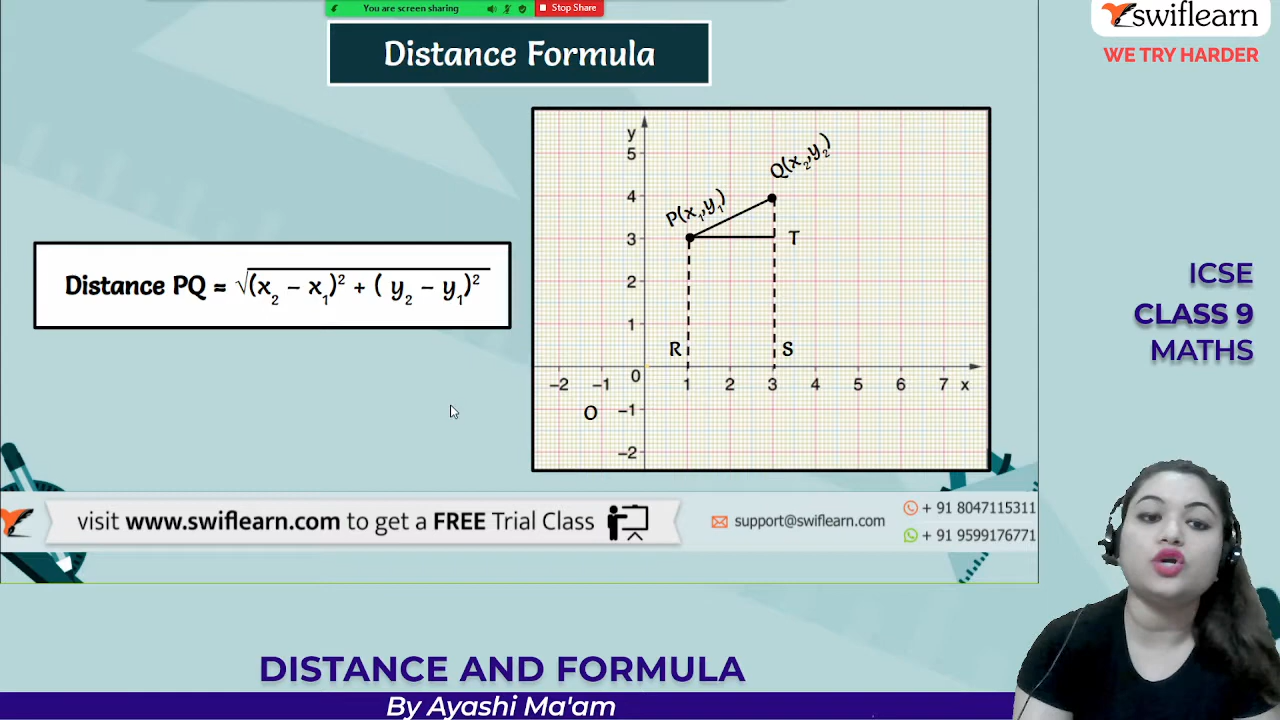 You are screen sharing
Stop Share
Distance Formula
swiflearn
WE TRY HARDER
Distance PQ = √(x₂ − x₁)² + ( y₂ − y₁)²
y
5
4
3
2
1
0
−1
−2
−2 −1 1 2 3 4 5 6 7 x
P(x₁,y₁)
Q(x₂,y₂)
T
R
S
O
ICSE
CLASS 9
MATHS
visit www.swiflearn.com to get a FREE Trial Class
support@swiflearn.com
+ 91 8047115311
+ 91 9599176771
DISTANCE AND FORMULA
By Ayashi Ma'am